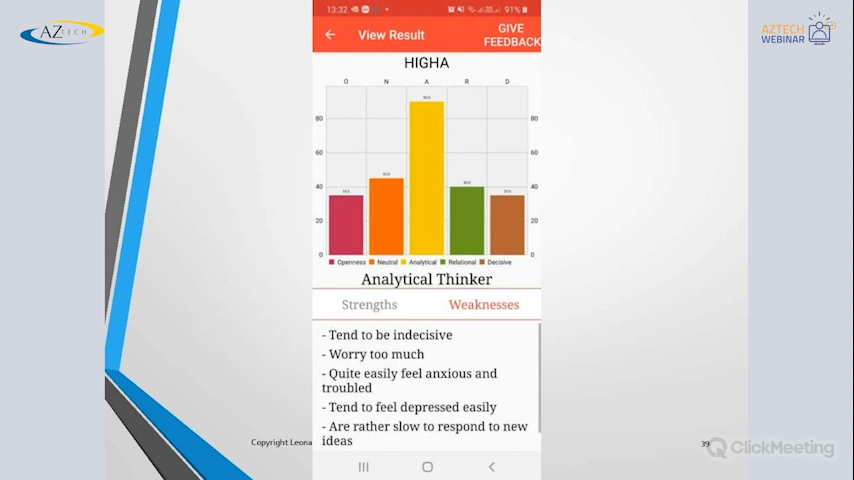 AZTECH
AZTECH
WEBINAR
13:32
91%
View Result
GIVE
FEEDBACK
HIGHA
O N A R D
80 80
60 60
40 40
20 20
0 0
Openness Neutral Analytical Relational Decisive
Analytical Thinker
Strengths Weaknesses
- Tend to be indecisive
- Worry too much
- Quite easily feel anxious and
troubled
- Tend to feel depressed easily
- Are rather slow to respond to new
ideas
Copyright Leona
39
ClickMeeting